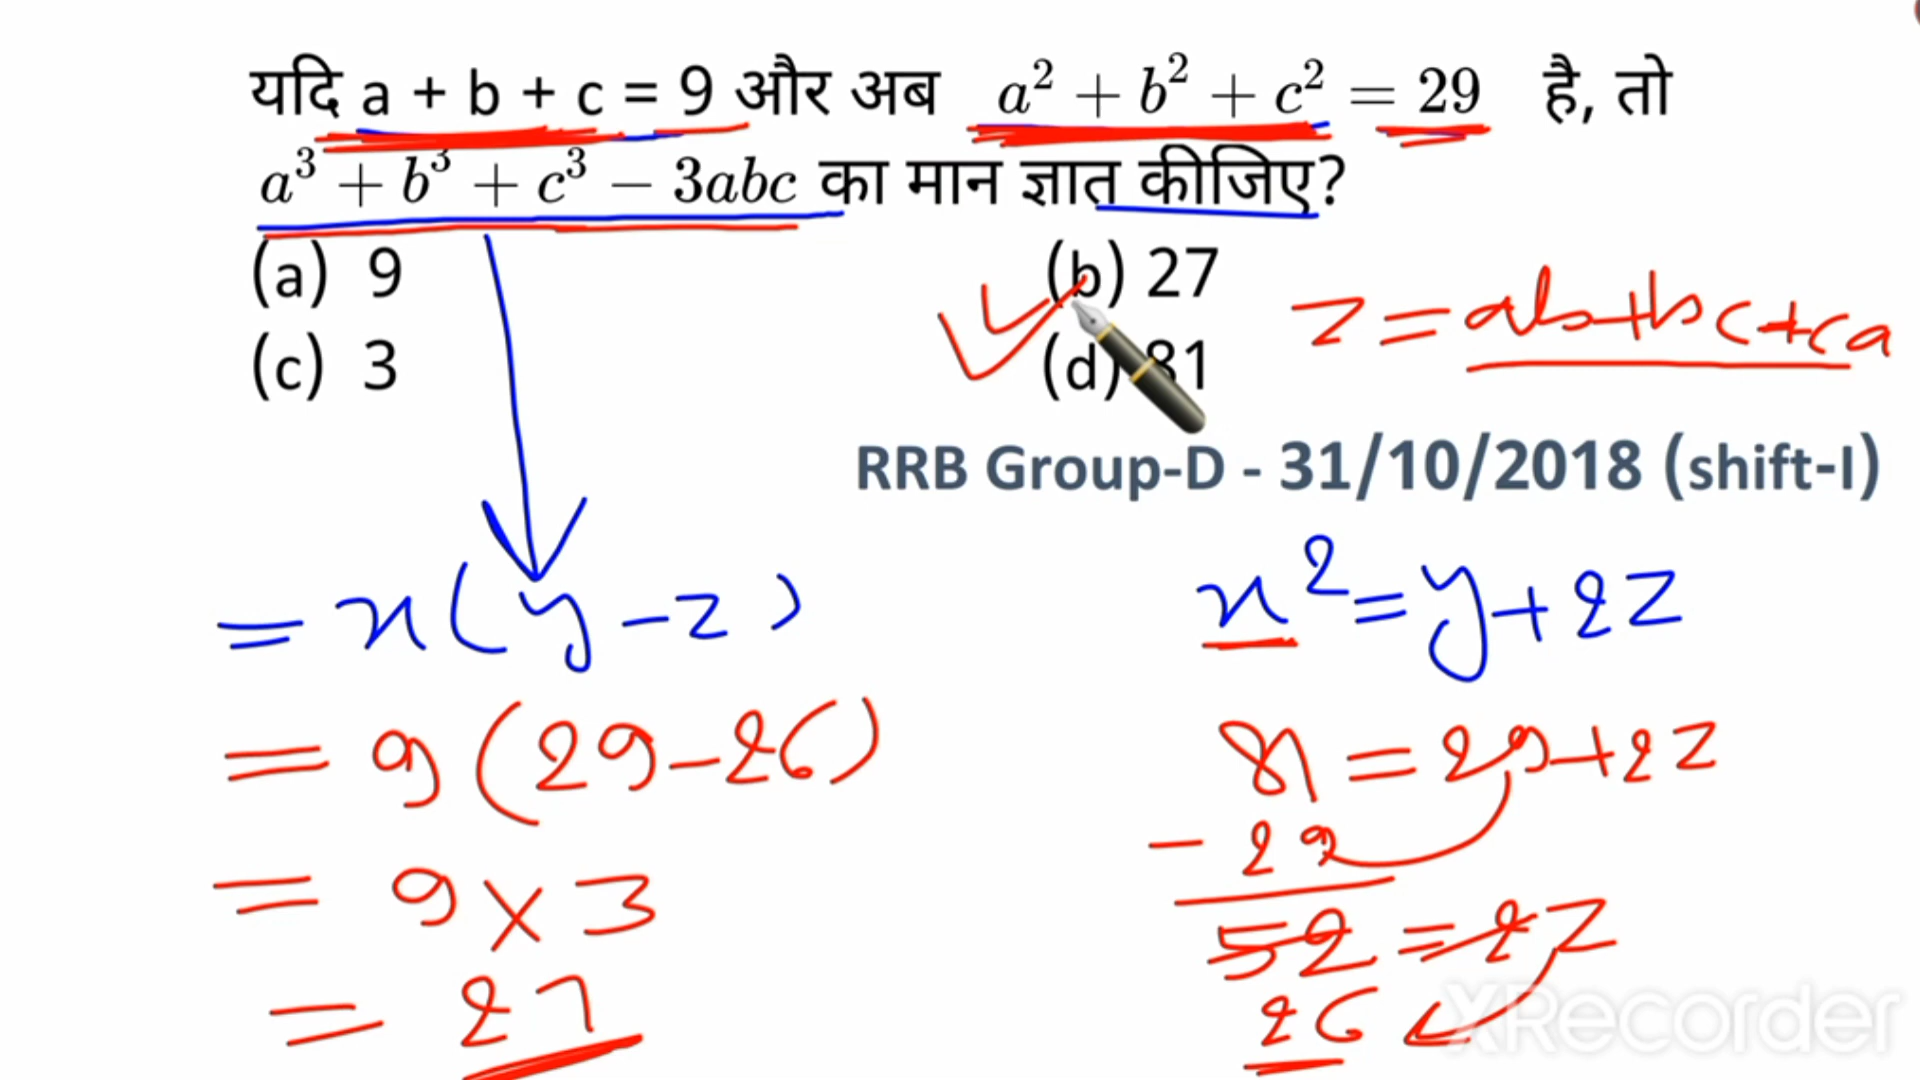 यदि a + b + c = 9 और अब a² + b² + c² = 29 है, तो
a³ + b³ + c³ − 3abc का मान ज्ञात कीजिए?
(a) 9
(b) 27
(c) 3
(d) 81
z = ab+bc+ca
RRB Group-D - 31/10/2018 (shift-I)
= x(y-z)
x² = y+2z
= 9(29-26)
81 = 29+2z
-29
= 9 x 3
52 = 2z
= 27
26
XRecorder